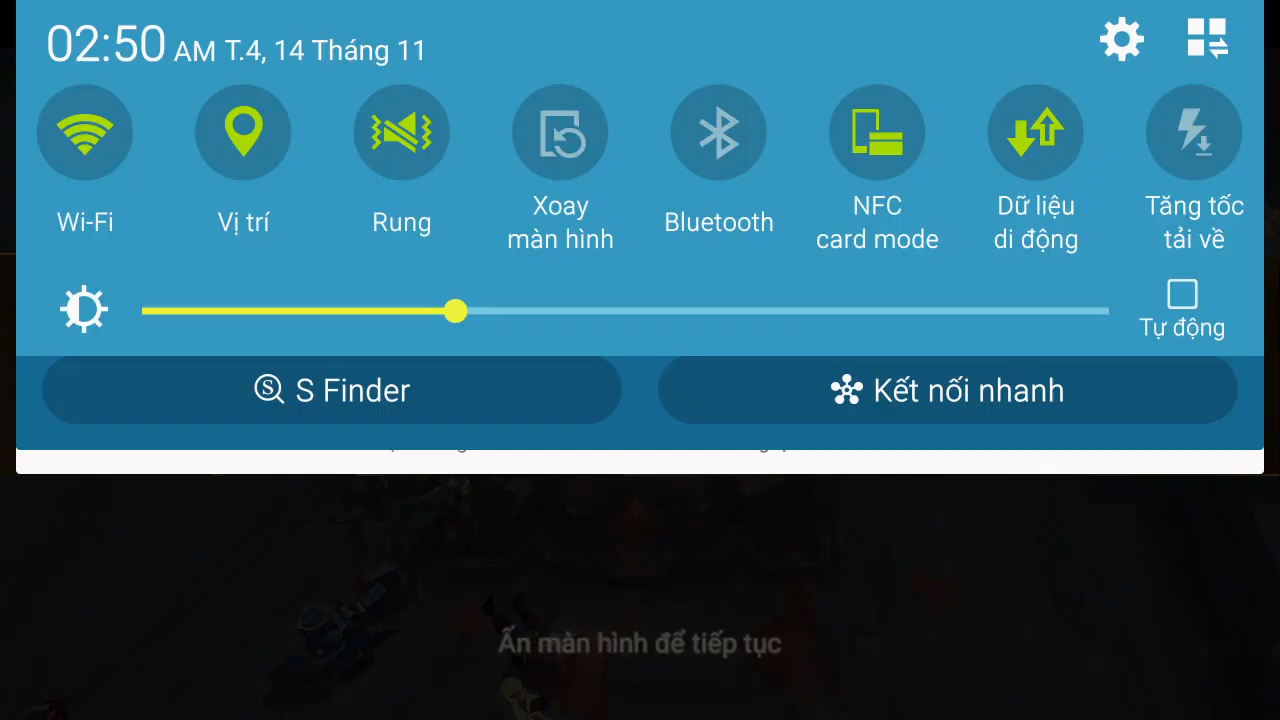 02:50 AM T.4, 14 Tháng 11
Wi-Fi
Vị trí
Rung
Xoay
màn hình
Bluetooth
NFC
card mode
Dữ liệu
di động
Tăng tốc
tải về
Tự động
S Finder
Kết nối nhanh
Ấn màn hình để tiếp tục